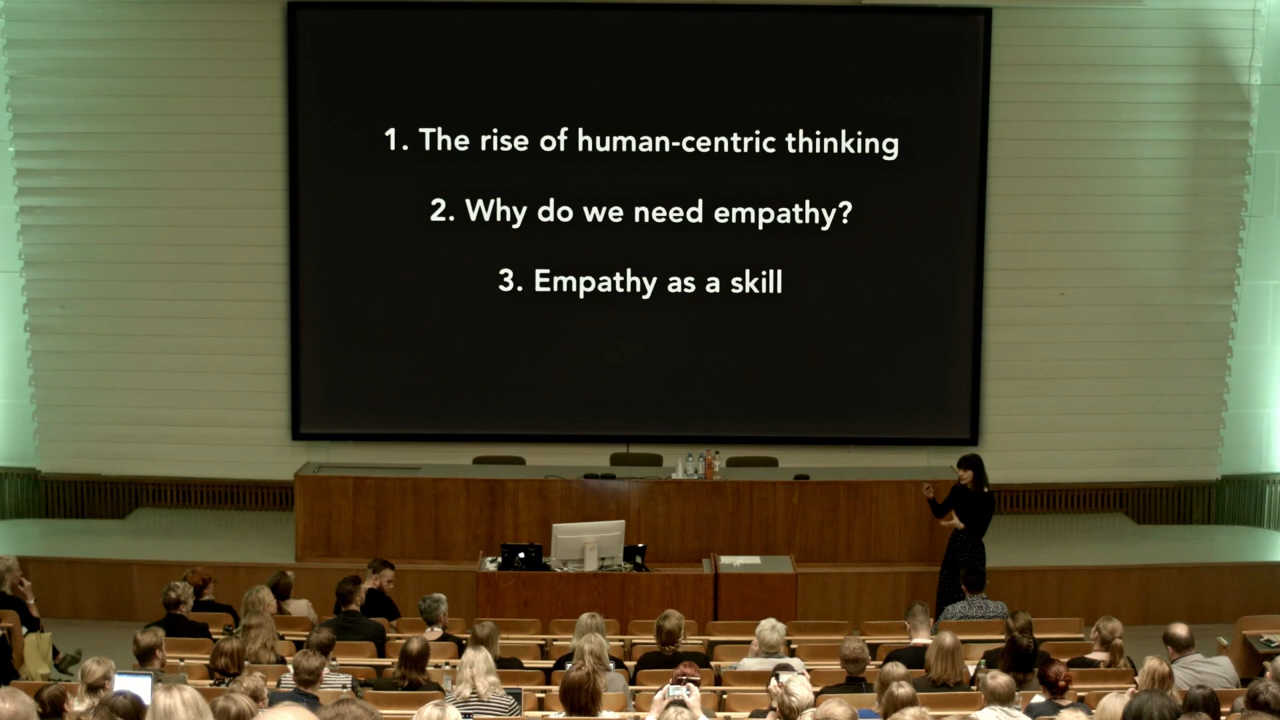 1. The rise of human-centric thinking
2. Why do we need empathy?
3. Empathy as a skill